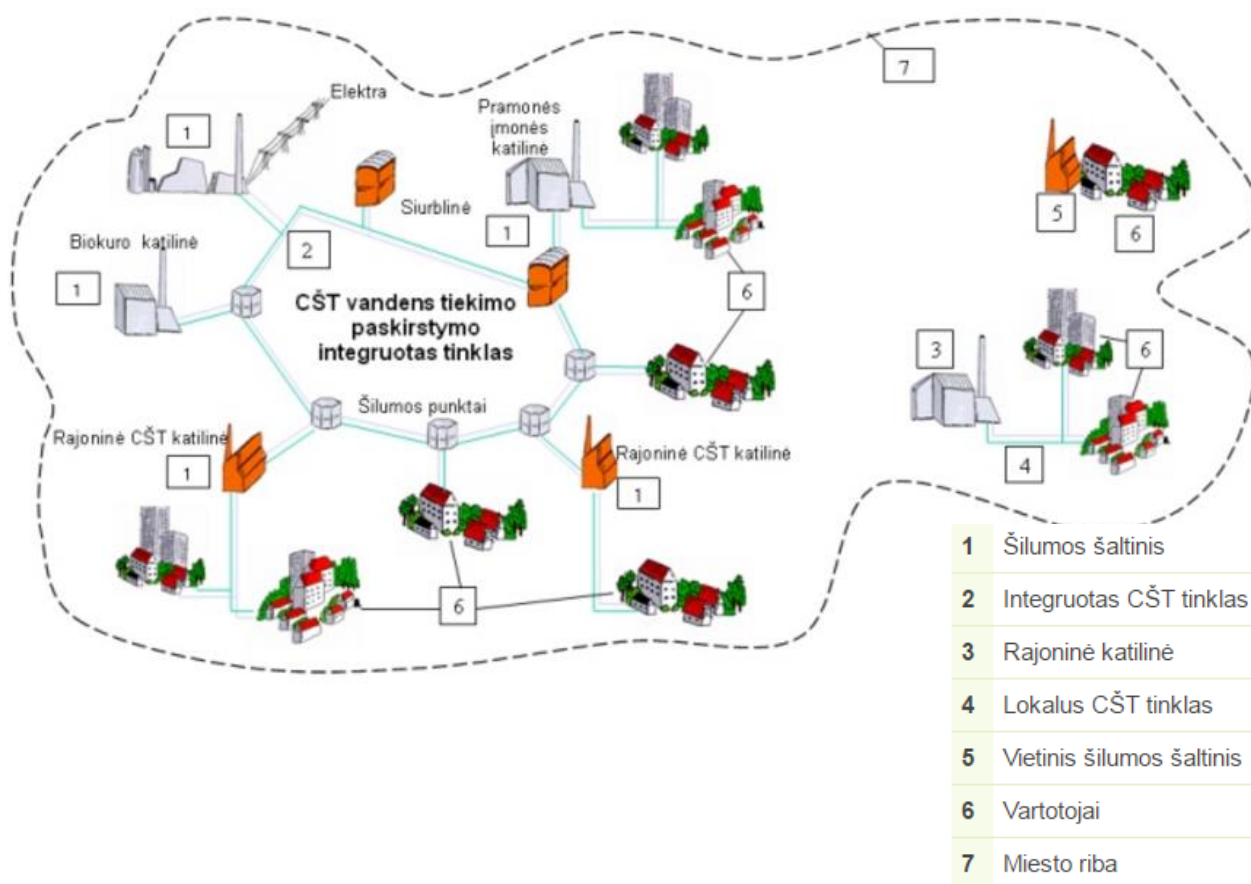 7
Elektra
1
Pramonės
įmonės
katilinė
Siurblinė
5
6
1
2
Biokuro katilinė
1
CŠT vandens tiekimo
paskirstymo
integruotas tinklas
6
3
6
Šilumos punktai
Rajoninė CŠT katilinė
1
Rajoninė CŠT katilinė
1
4
6
1 Šilumos šaltinis
2 Integruotas CŠT tinklas
3 Rajoninė katilinė
4 Lokalus CŠT tinklas
5 Vietinis šilumos šaltinis
6 Vartotojai
7 Miesto riba